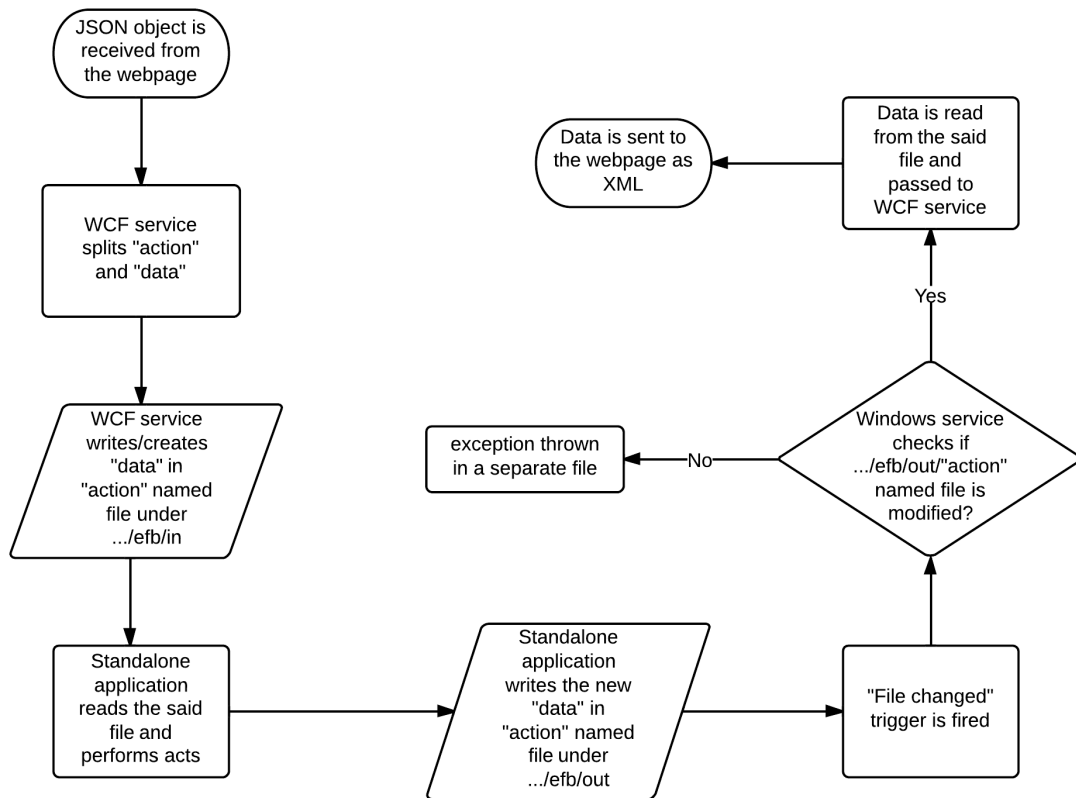 JSON object is
received from
the webpage
WCF service
splits "action"
and "data"
WCF service
writes/creates
"data" in
"action" named
file under
.../efb/in
Standalone
application
reads the said
file and
performs acts
Standalone
application
writes the new
"data" in
"action" named
file under
.../efb/out
"File changed"
trigger is fired
Windows service
checks if
.../efb/out/"action"
named file is
modified?
No
exception thrown
in a separate file
Yes
Data is read
from the said
file and
passed to
WCF service
Data is sent to
the webpage as
XML